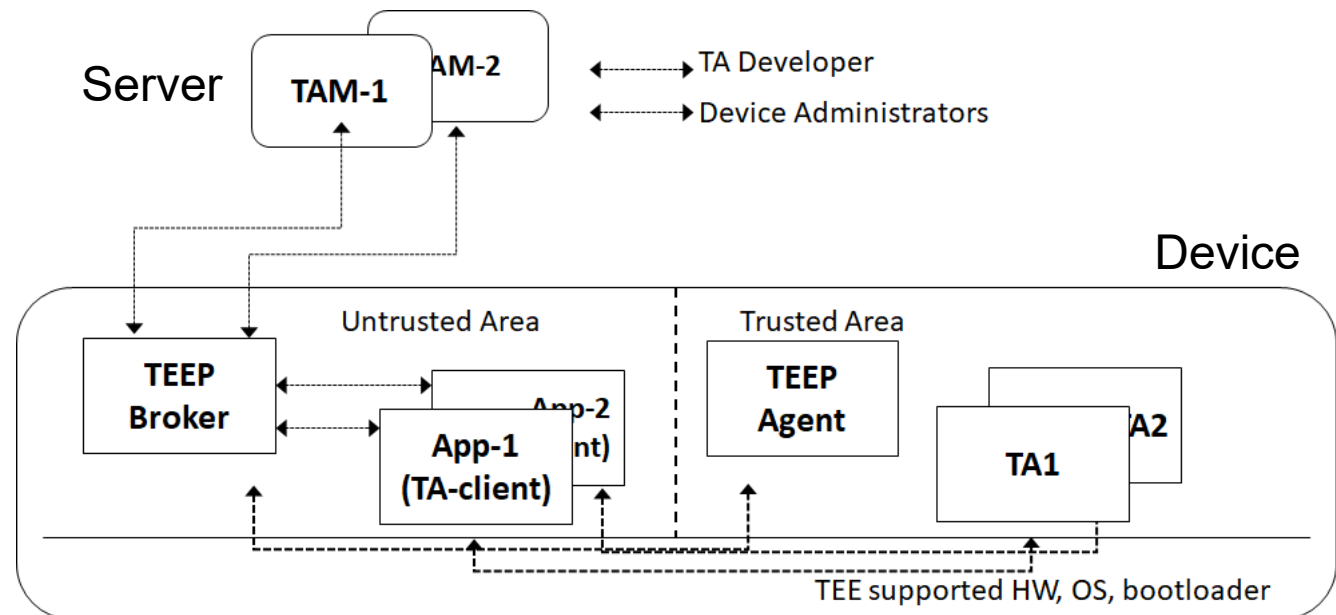 Server
TAM-1
AM-2
TA Developer
Device Administrators
Device
Untrusted Area
Trusted Area
TEEP
Broker
App-2
nt)
App-1
(TA-client)
TEEP
Agent
TA2
TA1
TEE supported HW, OS, bootloader